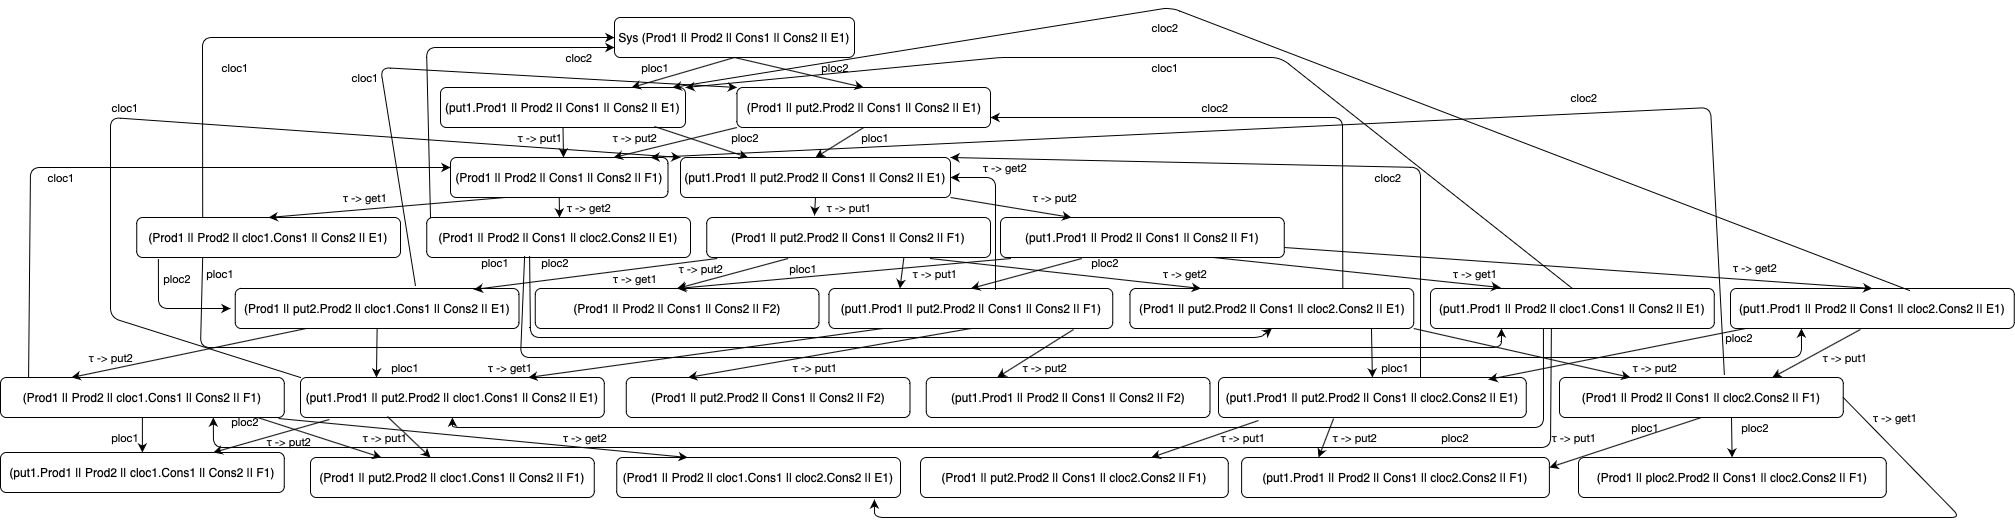 cloc2
Sys (Prod1 || Prod2 || Cons1 || Cons2 || E1)
cloc2
cloc1
ploc1
ploc2
cloc1
cloc1
cloc2
cloc1
(put1.Prod1 || Prod2 || Cons1 || Cons2 || E1)
(Prod1 || put2.Prod2 || Cons1 || Cons2 || E1)
cloc2
τ -> put1
τ -> put2
ploc2
ploc1
cloc1
(Prod1 || Prod2 || Cons1 || Cons2 || F1)
(put1.Prod1 || put2.Prod2 || Cons1 || Cons2 || E1)
τ -> get2
cloc2
τ -> get1
τ -> get2
τ -> put1
τ -> put2
(Prod1 || Prod2 || cloc1.Cons1 || Cons2 || E1)
(Prod1 || Prod2 || Cons1 || cloc2.Cons2 || E1)
(Prod1 || put2.Prod2 || Cons1 || Cons2 || F1)
(put1.Prod1 || Prod2 || Cons1 || Cons2 || F1)
ploc2
ploc1
ploc1
ploc2
τ -> get1
τ -> put2
ploc1
τ -> put1
ploc2
τ -> get2
τ -> get1
τ -> get2
(Prod1 || put2.Prod2 || cloc1.Cons1 || Cons2 || E1)
(Prod1 || Prod2 || Cons1 || Cons2 || F2)
(put1.Prod1 || put2.Prod2 || Cons1 || Cons2 || F1)
(Prod1 || put2.Prod2 || Cons1 || cloc2.Cons2 || E1)
(put1.Prod1 || Prod2 || cloc1.Cons1 || Cons2 || E1)
(put1.Prod1 || Prod2 || Cons1 || cloc2.Cons2 || E1)
τ -> put2
ploc1
τ -> get1
τ -> put1
τ -> put2
ploc1
τ -> put2
ploc2
τ -> put1
(Prod1 || Prod2 || cloc1.Cons1 || Cons2 || F1)
(put1.Prod1 || put2.Prod2 || cloc1.Cons1 || Cons2 || E1)
(Prod1 || put2.Prod2 || Cons1 || Cons2 || F2)
(put1.Prod1 || Prod2 || Cons1 || Cons2 || F2)
(put1.Prod1 || put2.Prod2 || Cons1 || cloc2.Cons2 || E1)
(Prod1 || Prod2 || Cons1 || cloc2.Cons2 || F1)
τ -> get1
ploc1
ploc2
τ -> put2
τ -> put1
τ -> get2
τ -> put1
τ -> put2
ploc2
τ -> put1
ploc1
ploc2
(put1.Prod1 || Prod2 || cloc1.Cons1 || Cons2 || F1)
(Prod1 || put2.Prod2 || cloc1.Cons1 || Cons2 || F1)
(Prod1 || Prod2 || cloc1.Cons1 || cloc2.Cons2 || E1)
(Prod1 || put2.Prod2 || Cons1 || cloc2.Cons2 || F1)
(put1.Prod1 || Prod2 || Cons1 || cloc2.Cons2 || F1)
(Prod1 || ploc2.Prod2 || Cons1 || cloc2.Cons2 || F1)